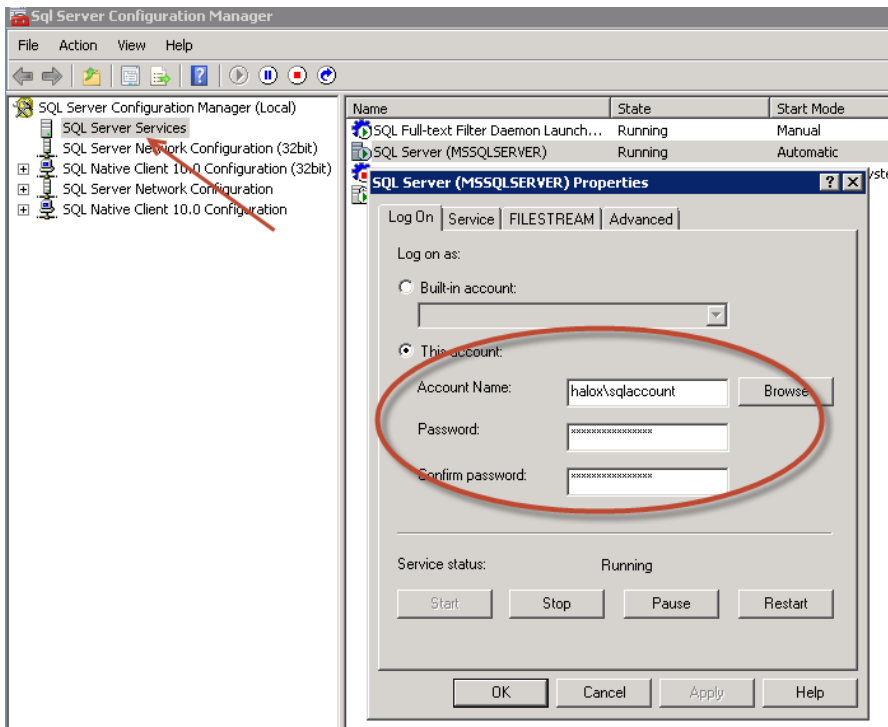 Sql Server Configuration Manager
File Action View Help
SQL Server Configuration Manager (Local)
SQL Server Services
SQL Server Network Configuration (32bit)
SQL Native Client 10.0 Configuration (32bit)
SQL Server Network Configuration
SQL Native Client 10.0 Configuration
Name State Start Mode
SQL Full-text Filter Daemon Launch... Running Manual
SQL Server (MSSQLSERVER) Running Automatic
SQL Server (MSSQLSERVER) Properties
Log On Service FILESTREAM Advanced
Log on as:
Built-in account:
This account:
Account Name: halox\sqlaccount Browse
Password: ****************
Confirm password: ****************
Service status: Running
Start Stop Pause Restart
OK Cancel Apply Help